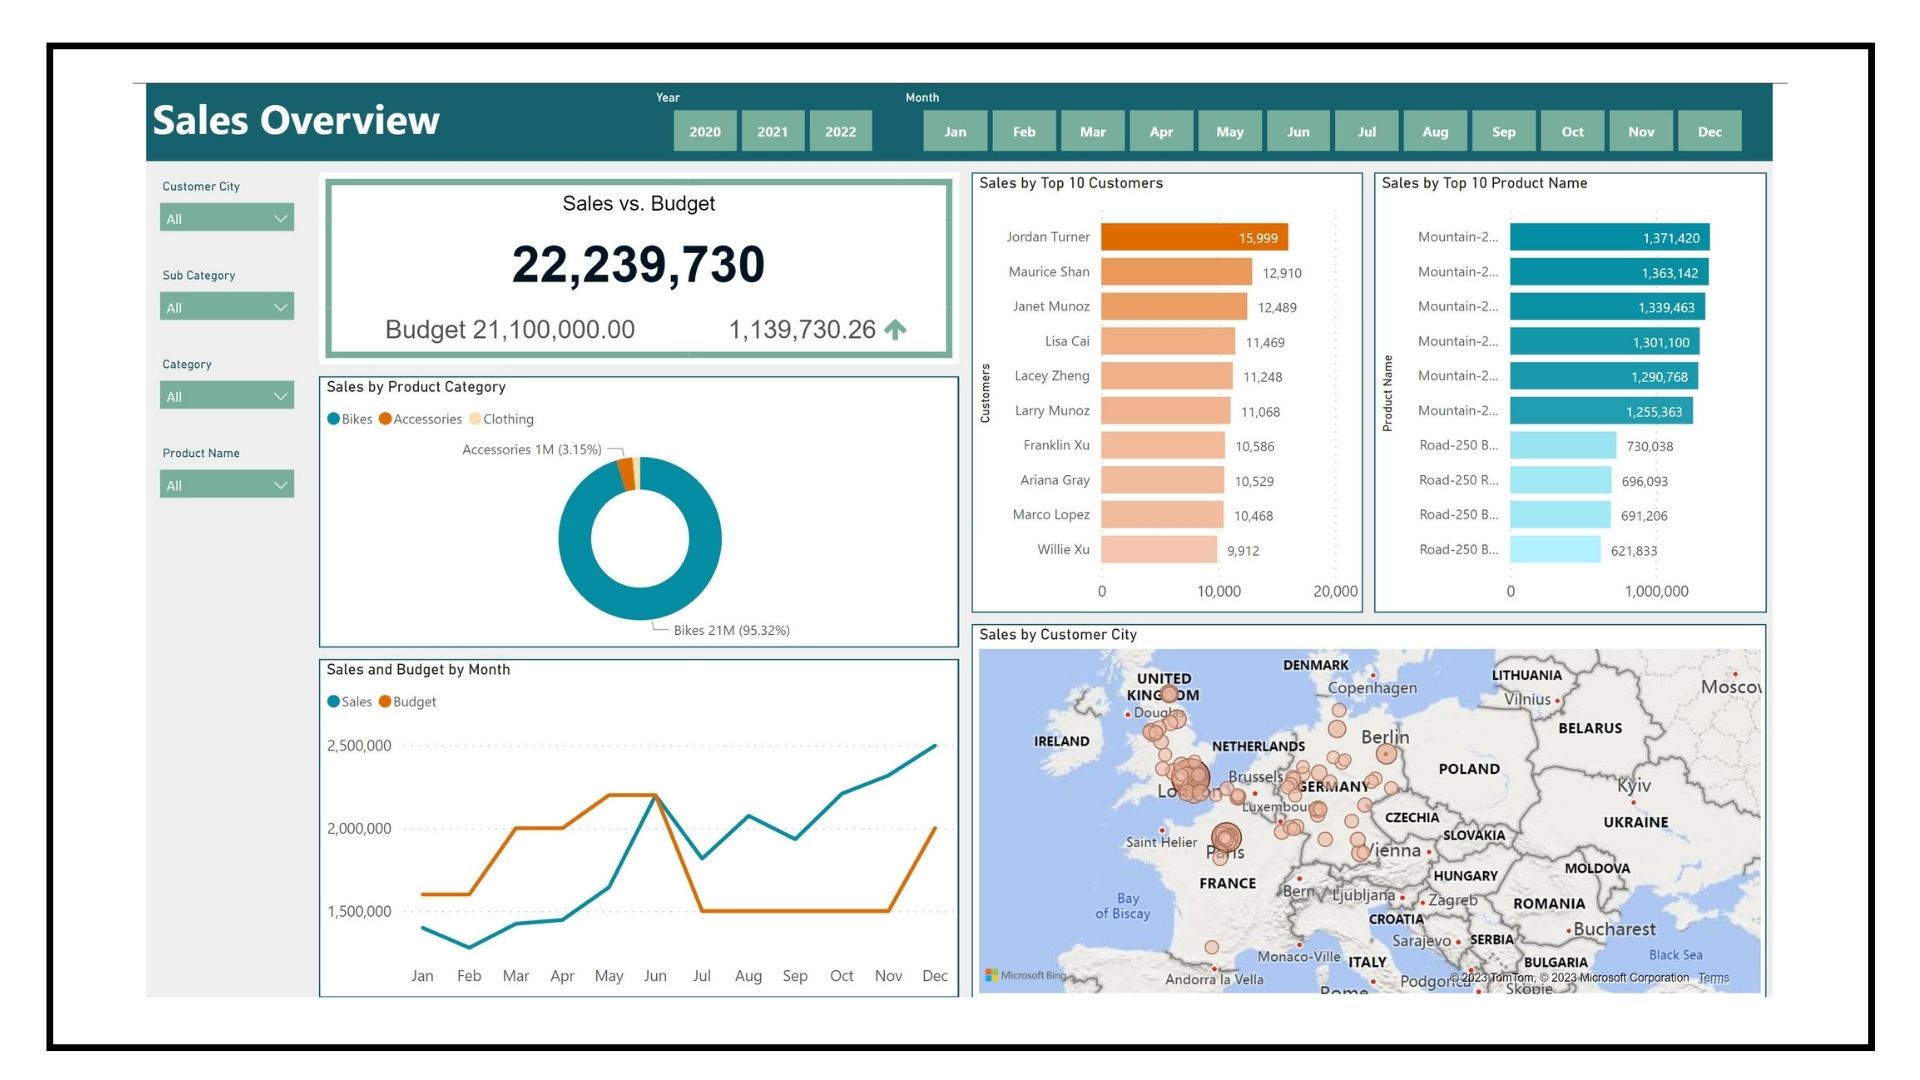 Sales Overview
Year
2020 2021 2022
Month
Jan Feb Mar Apr May Jun Jul Aug Sep Oct Nov Dec
Customer City
All
Sub Category
All
Category
All
Product Name
All
Sales vs. Budget
22,239,730
Budget 21,100,000.00 1,139,730.26
Sales by Product Category
Bikes Accessories Clothing
Accessories 1M (3.15%)
Bikes 21M (95.32%)
Sales and Budget by Month
Sales Budget
2,500,000
2,000,000
1,500,000
Jan Feb Mar Apr May Jun Jul Aug Sep Oct Nov Dec
Sales by Top 10 Customers
Customers
Jordan Turner 15,999
Maurice Shan 12,910
Janet Munoz 12,489
Lisa Cai 11,469
Lacey Zheng 11,248
Larry Munoz 11,068
Franklin Xu 10,586
Ariana Gray 10,529
Marco Lopez 10,468
Willie Xu 9,912
0 10,000 20,000
Sales by Top 10 Product Name
Product Name
Mountain-2... 1,371,420
Mountain-2... 1,363,142
Mountain-2... 1,339,463
Mountain-2... 1,301,100
Mountain-2... 1,290,768
Mountain-2... 1,255,363
Road-250 B... 730,038
Road-250 R... 696,093
Road-250 B... 691,206
Road-250 B... 621,833
0 1,000,000
Sales by Customer City
DENMARK
Copenhagen
LITHUANIA
Vilnius
UNITED
KINGDOM
Douglas
IRELAND
NETHERLANDS
Berlin
BELARUS
Brussels
GERMANY
POLAND
Kyiv
Luxembour
CZECHIA
UKRAINE
SLOVAKIA
Saint Helier
Paris
Vienna
FRANCE
HUNGARY
MOLDOVA
Bern
Ljubljana
Zagreb
ROMANIA
Bay
of Biscay
CROATIA
Bucharest
Sarajevo
SERBIA
Monaco-Ville
ITALY
BULGARIA
Black Sea
Microsoft Bing
Andorra la Vella
© 2023 TomTom, © 2023 Microsoft Corporation Terms